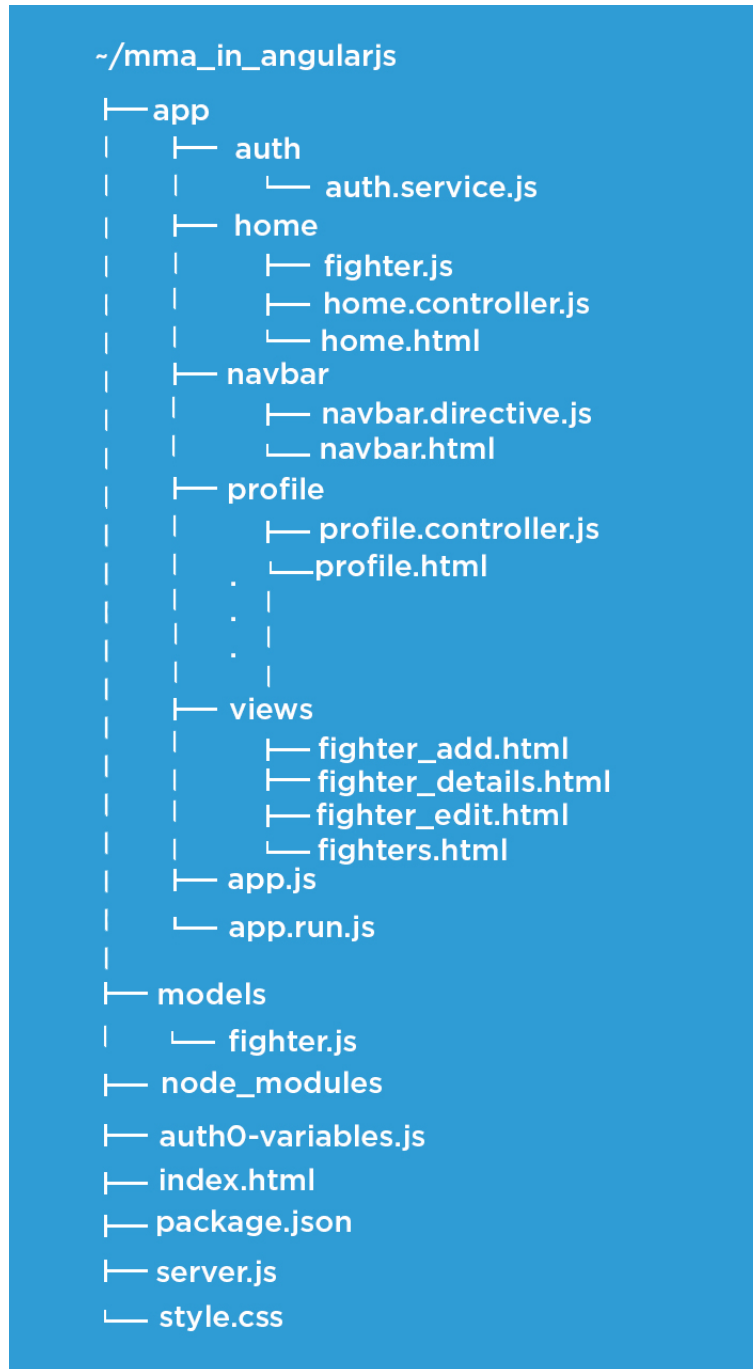 ~/mma_in_angularjs
├── app
│ ├── auth
│ │ └── auth.service.js
│ ├── home
│ │ ├── fighter.js
│ │ ├── home.controller.js
│ │ └── home.html
│ ├── navbar
│ │ ├── navbar.directive.js
│ │ └── navbar.html
│ ├── profile
│ │ ├── profile.controller.js
│ │ └── profile.html
│ │ . │
│ │ . │
│ │ . │
│ ├── views
│ │ ├── fighter_add.html
│ │ ├── fighter_details.html
│ │ ├── fighter_edit.html
│ │ └── fighters.html
│ ├── app.js
│ └── app.run.js
├── models
│ └── fighter.js
├── node_modules
├── auth0-variables.js
├── index.html
├── package.json
├── server.js
└── style.css